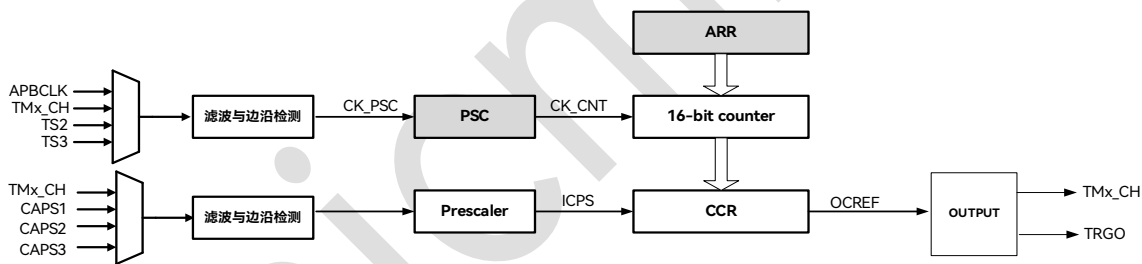 ARR
APBCLK
TMx_CH
TS2
TS3
滤波与边沿检测
CK_PSC
PSC
CK_CNT
16-bit counter
TMx_CH
CAPS1
CAPS2
CAPS3
滤波与边沿检测
Prescaler
ICPS
CCR
OCREF
OUTPUT
TMx_CH
TRGO